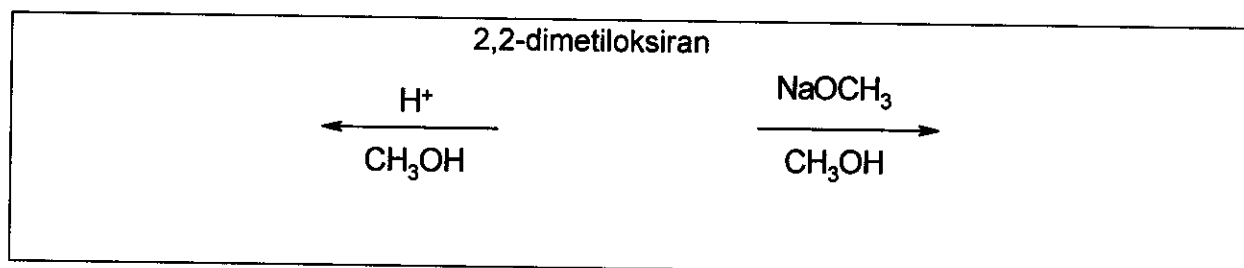 2,2-dimetiloksiran
H⁺
CH₃OH
NaOCH₃
CH₃OH